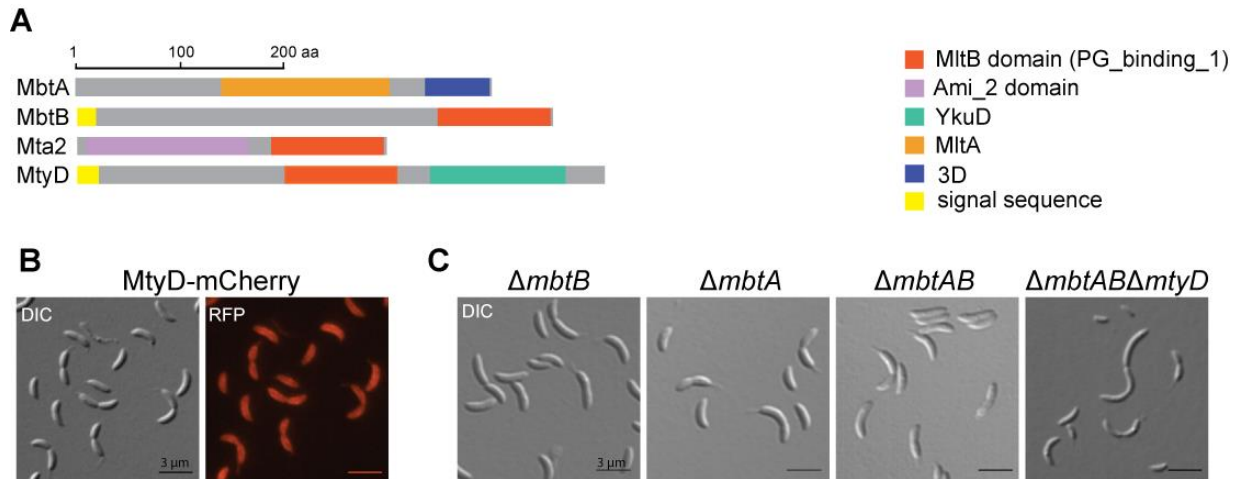 A
1 100 200 aa
MbtA
MbtB
Mta2
MtyD
MltB domain (PG_binding_1)
Ami_2 domain
YkuD
MltA
3D
signal sequence
B
MtyD-mCherry
DIC
RFP
3 μm
C
ΔmbtB
ΔmbtA
ΔmbtAB
ΔmbtABΔmtyD
DIC
3 μm